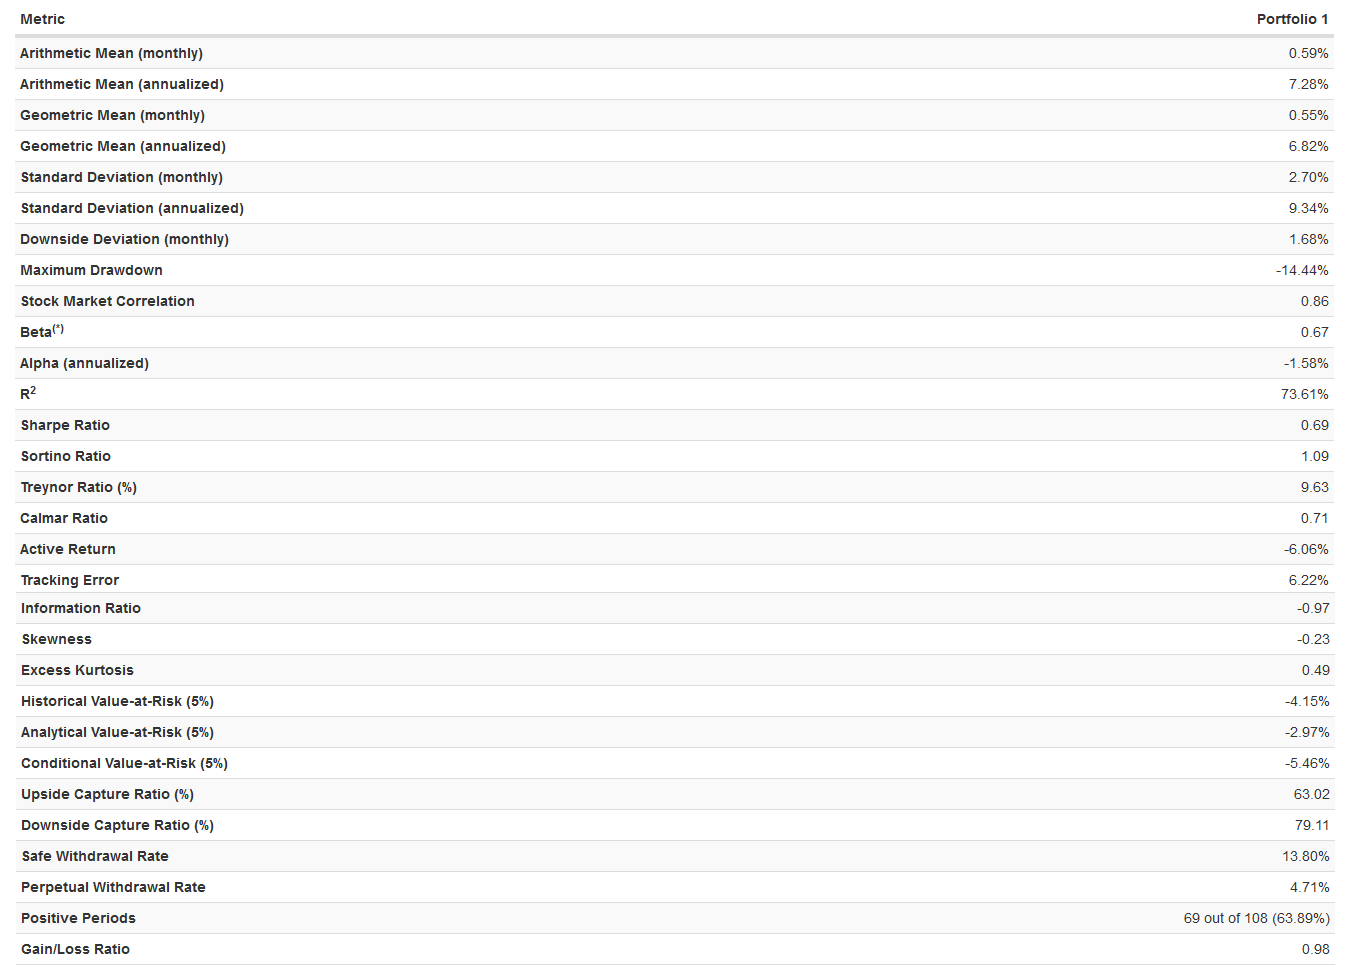 Metric Portfolio 1
Arithmetic Mean (monthly) 0.59%
Arithmetic Mean (annualized) 7.28%
Geometric Mean (monthly) 0.55%
Geometric Mean (annualized) 6.82%
Standard Deviation (monthly) 2.70%
Standard Deviation (annualized) 9.34%
Downside Deviation (monthly) 1.68%
Maximum Drawdown -14.44%
Stock Market Correlation 0.86
Beta(*) 0.67
Alpha (annualized) -1.58%
R2 73.61%
Sharpe Ratio 0.69
Sortino Ratio 1.09
Treynor Ratio (%) 9.63
Calmar Ratio 0.71
Active Return -6.06%
Tracking Error 6.22%
Information Ratio -0.97
Skewness -0.23
Excess Kurtosis 0.49
Historical Value-at-Risk (5%) -4.15%
Analytical Value-at-Risk (5%) -2.97%
Conditional Value-at-Risk (5%) -5.46%
Upside Capture Ratio (%) 63.02
Downside Capture Ratio (%) 79.11
Safe Withdrawal Rate 13.80%
Perpetual Withdrawal Rate 4.71%
Positive Periods 69 out of 108 (63.89%)
Gain/Loss Ratio 0.98